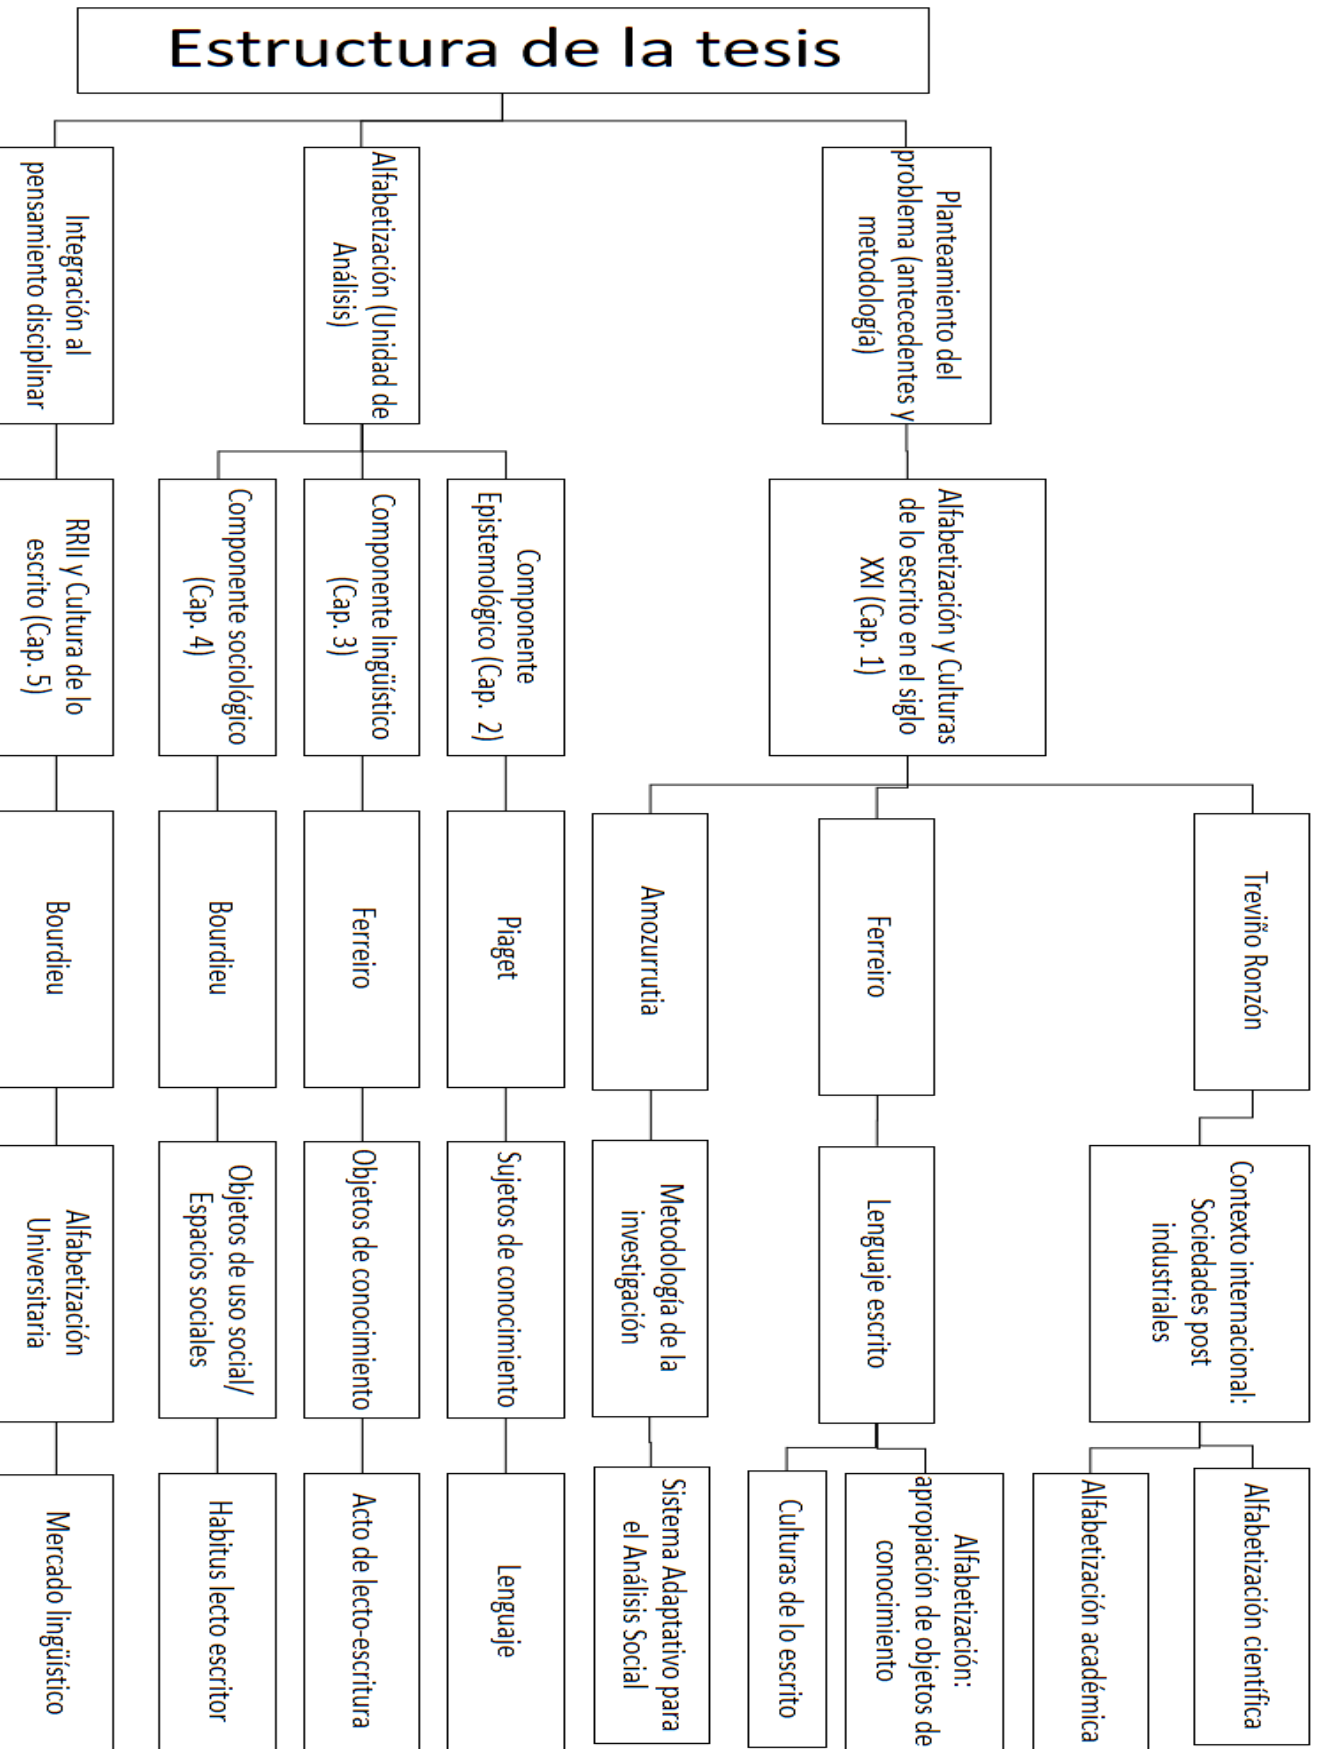 Estructura de la tesis
Planteamiento del
problema (antecedentes y
metodología)
Alfabetización y Culturas
de lo escrito en el siglo
XXI (Cap. 1)
Treviño Ronzón
Contexto internacional:
Sociedades post
industriales
Alfabetización científica
Alfabetización académica
Ferreiro
Lenguaje escrito
Alfabetización:
apropiación de objetos de
conocimiento
Culturas de lo escrito
Amozurrutia
Metodología de la
investigación
Sistema Adaptativo para
el Análisis Social
Alfabetización (Unidad de
Análisis)
Componente
Epistemológico (Cap. 2)
Piaget
Sujetos de conocimiento
Lenguaje
Componente lingüístico
(Cap. 3)
Ferreiro
Objetos de conocimiento
Acto de lecto-escritura
Componente sociológico
(Cap. 4)
Bourdieu
Objetos de uso social/
Espacios sociales
Habitus lecto escritor
Integración al
pensamiento disciplinar
RRII y Cultura de lo
escrito (Cap. 5)
Bourdieu
Alfabetización
Universitaria
Mercado lingüístico